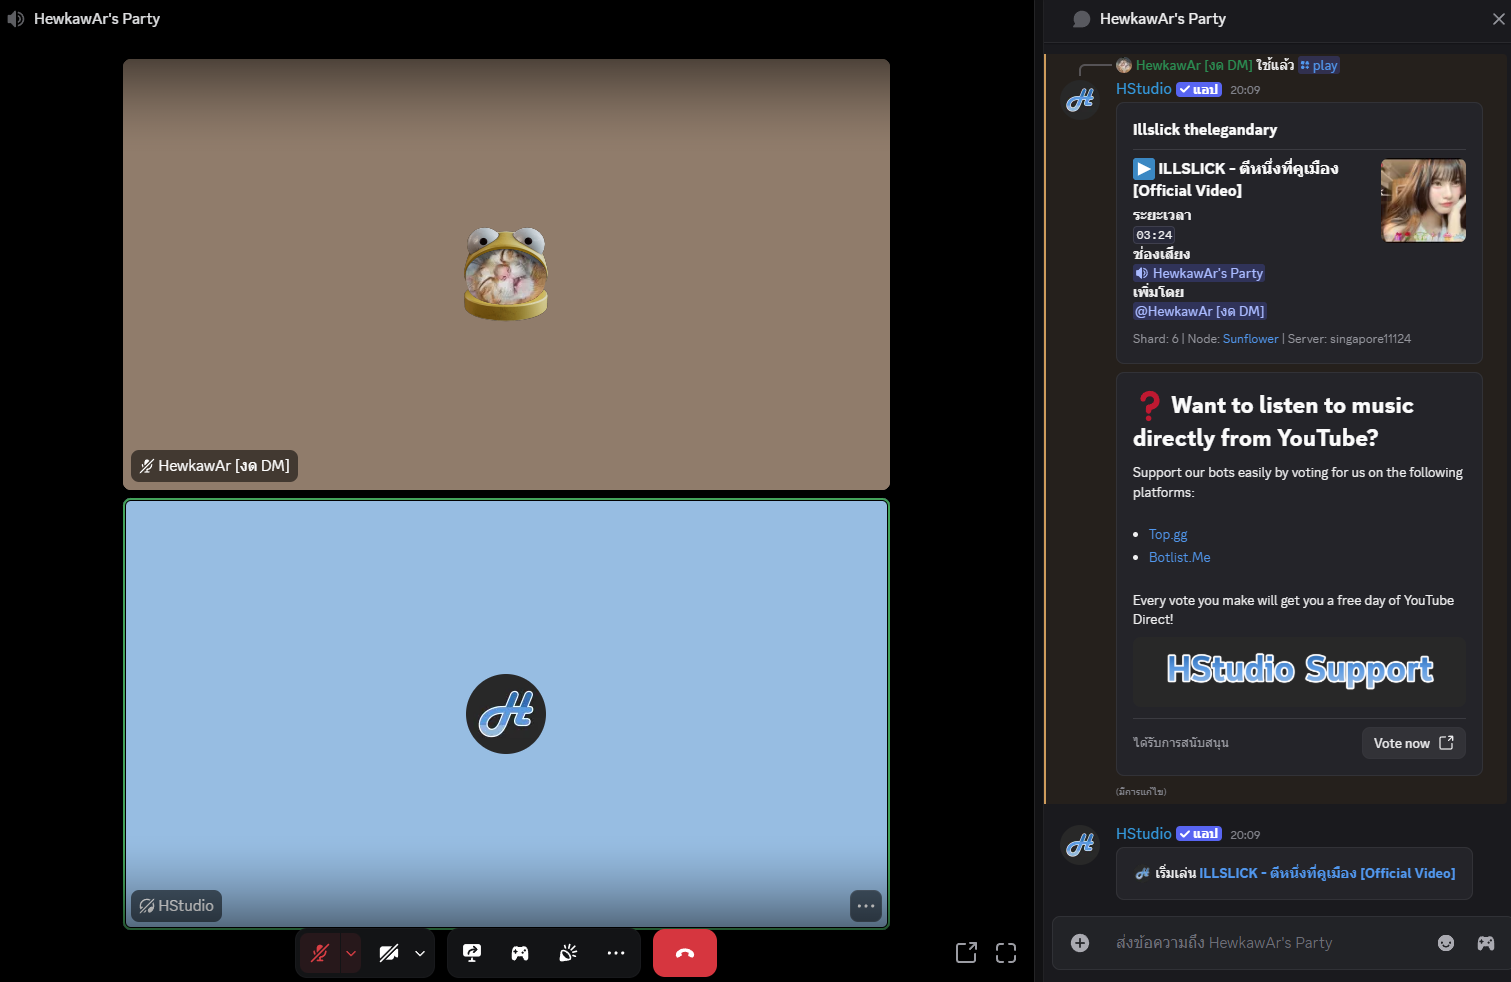 HewkawAr's Party
HewkawAr [งด DM]
HStudio
HewkawAr's Party
HewkawAr [งด DM] ใช้แล้ว play
HStudio แอป 20:09
Illslick thelegandary
ILLSLICK - ตีหนึ่งที่คูเมือง
[Official Video]
ระยะเวลา
03:24
ช่องเสียง
HewkawAr's Party
เพิ่มโดย
@HewkawAr [งด DM]
Shard: 6 | Node: Sunflower | Server: singapore11124
❓ Want to listen to music
directly from YouTube?
Support our bots easily by voting for us on the following
platforms:
• Top.gg
• Botlist.Me
Every vote you make will get you a free day of YouTube
Direct!
HStudio Support
ได้รับการสนับสนุน
Vote now
(มีการแก้ไข)
HStudio แอป 20:09
เริ่มเล่น ILLSLICK - ตีหนึ่งที่คูเมือง [Official Video]
ส่งข้อความถึง HewkawAr's Party